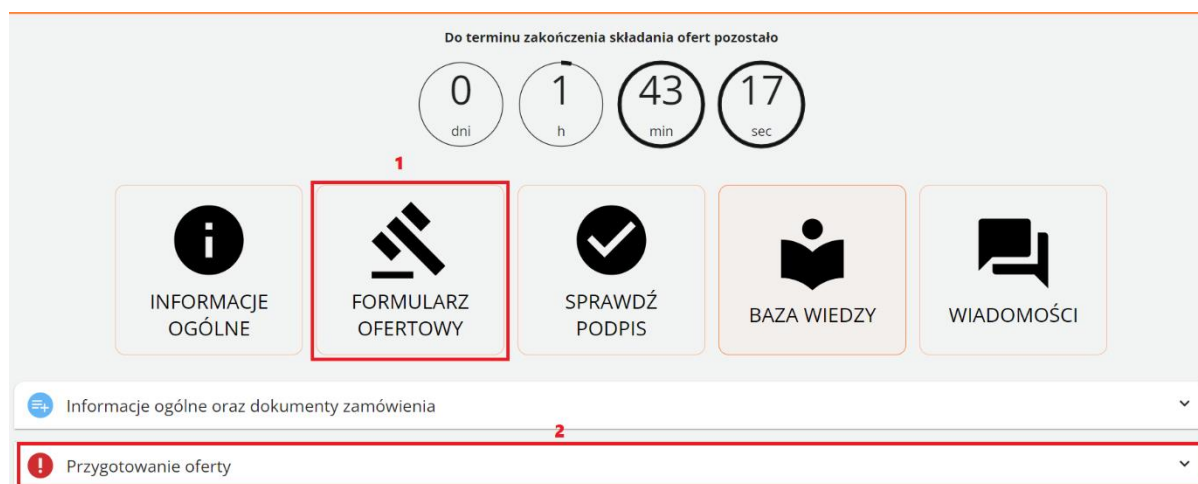 Do terminu zakończenia składania ofert pozostało
0 1 43 17
dni h min sec
1
INFORMACJE OGÓLNE
FORMULARZ OFERTOWY
SPRAWDŹ PODPIS
BAZA WIEDZY
WIADOMOŚCI
Informacje ogólne oraz dokumenty zamówienia
2
Przygotowanie oferty